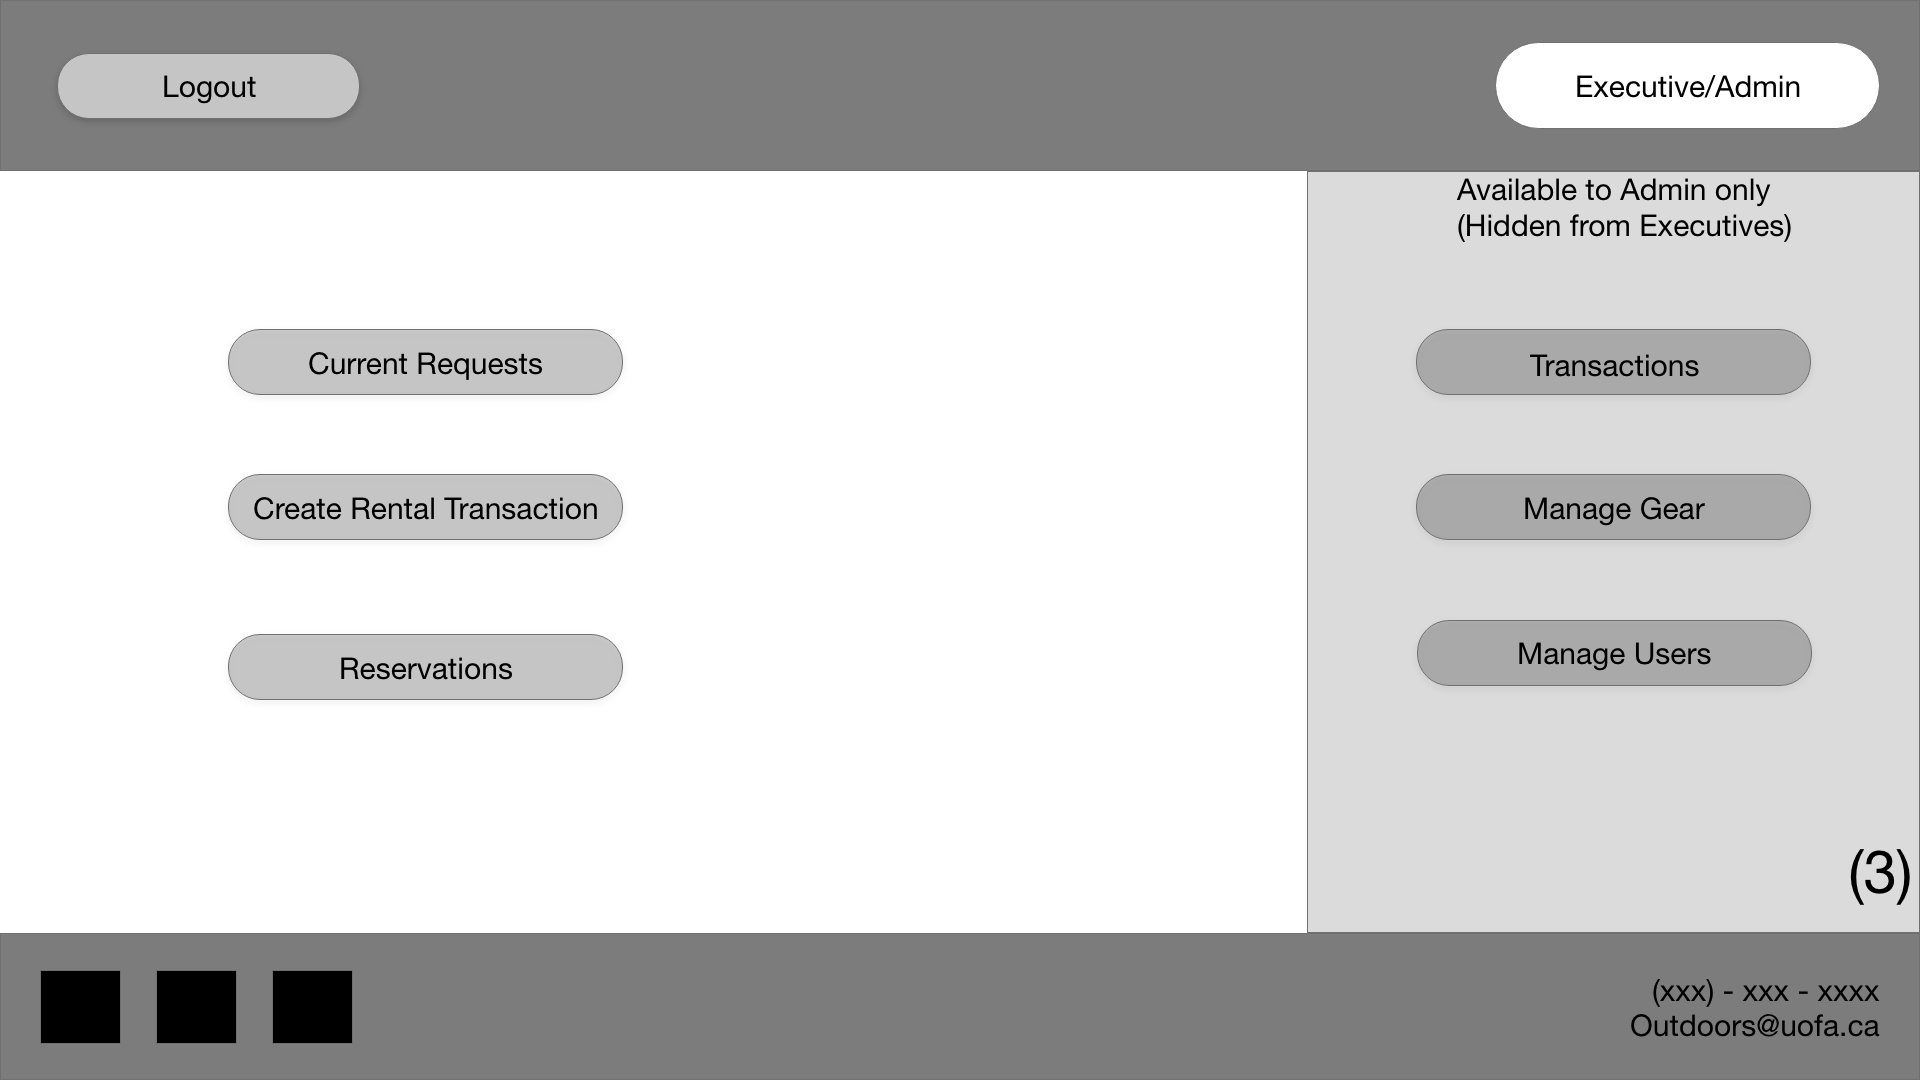 Logout
Executive/Admin
Available to Admin only
(Hidden from Executives)
Current Requests
Transactions
Create Rental Transaction
Manage Gear
Reservations
Manage Users
(3)
(xxx) - xxx - xxxx
Outdoors@uofa.ca